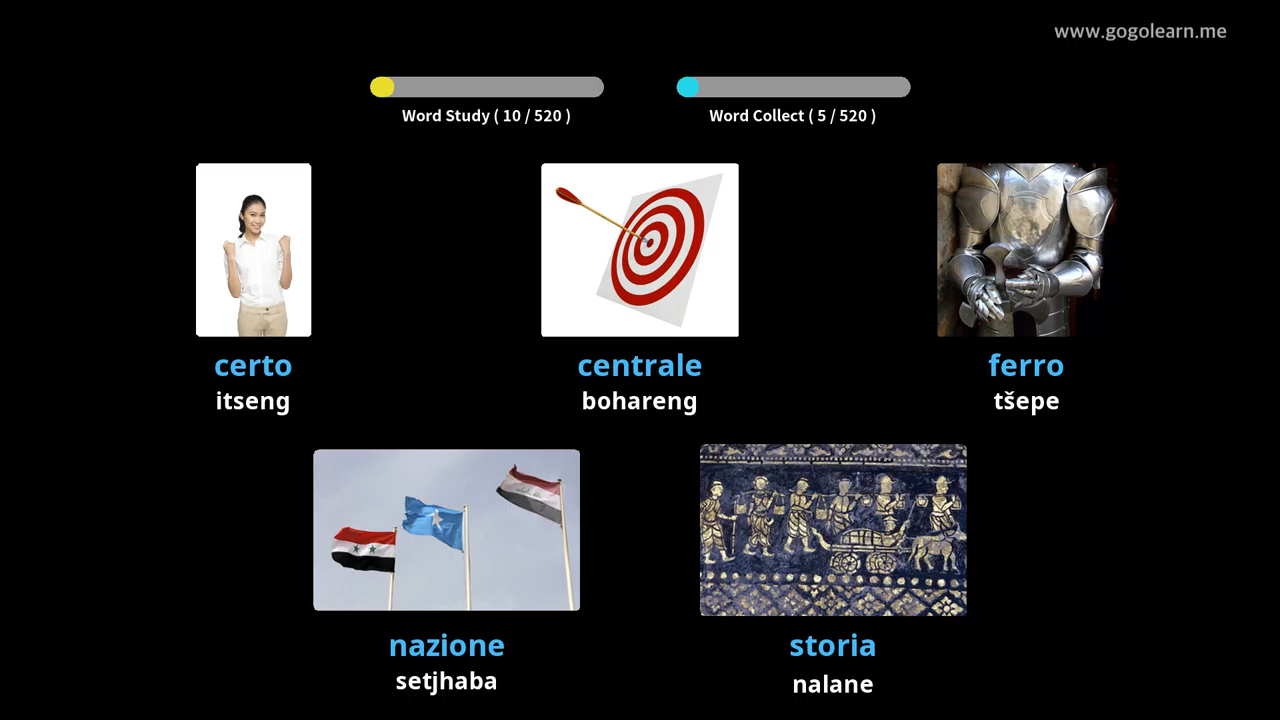 www.gogolearn.me
Word Study ( 10 / 520 )
Word Collect ( 5 / 520 )
certo
itseng
centrale
bohareng
ferro
tšepe
nazione
setjhaba
storia
nalane